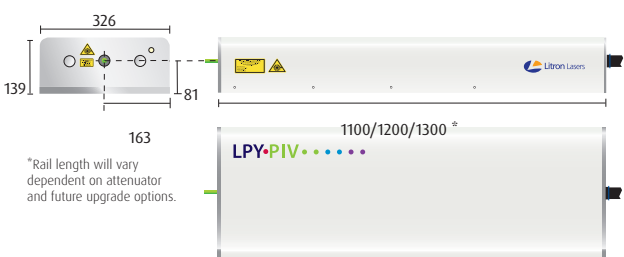 326
139
81
163
Litron Lasers
1100/1200/1300 *
LPY•PIV
*Rail length will vary
dependent on attenuator
and future upgrade options.